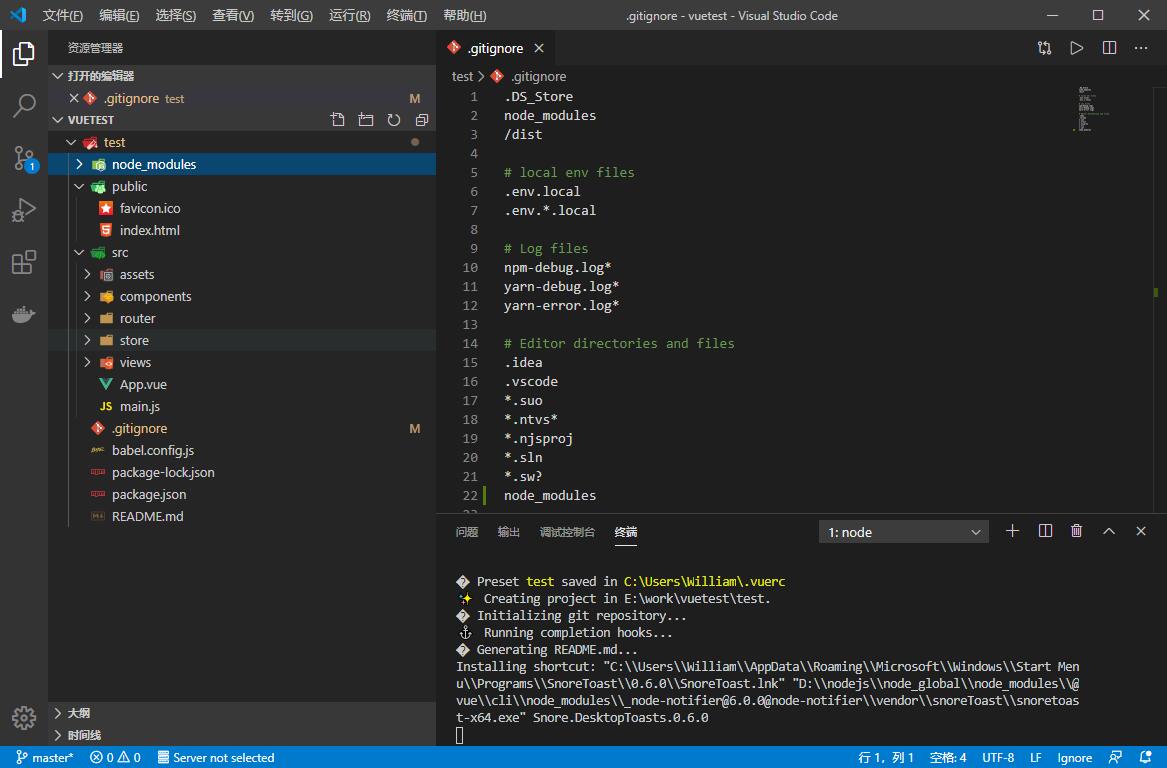 文件(F) 编辑(E) 选择(S) 查看(V) 转到(G) 运行(R) 终端(T) 帮助(H) .gitignore - vuetest - Visual Studio Code
资源管理器
打开的编辑器
.gitignore test M
VUETEST
test
node_modules
public
favicon.ico
index.html
src
assets
components
router
store
views
App.vue
JS main.js
.gitignore M
babel.config.js
package-lock.json
package.json
README.md
大纲
时间线
1
.gitignore
test > .gitignore
1 .DS_Store
2 node_modules
3 /dist
4
5 # local env files
6 .env.local
7 .env.*.local
8
9 # Log files
10 npm-debug.log*
11 yarn-debug.log*
12 yarn-error.log*
13
14 # Editor directories and files
15 .idea
16 .vscode
17 *.suo
18 *.ntvs*
19 *.njsproj
20 *.sln
21 *.sw?
22 node_modules
问题 输出 调试控制台 终端 1: node
� Preset test saved in C:\Users\William\.vuerc
✨ Creating project in E:\work\vuetest\test.
� Initializing git repository...
⚓ Running completion hooks...
� Generating README.md...
Installing shortcut: "C:\\Users\\William\\AppData\\Roaming\\Microsoft\\Windows\\Start Men
u\\Programs\\SnoreToast\\0.6.0\\SnoreToast.lnk" "D:\\nodejs\\node_global\\node_modules\\@
vue\\cli\\node_modules\\_node-notifier@6.0.0@node-notifier\\vendor\\snoreToast\\snoretoas
t-x64.exe" Snore.DesktopToasts.0.6.0
master* 0 0 Server not selected 行 1，列 1 空格: 4 UTF-8 LF Ignore